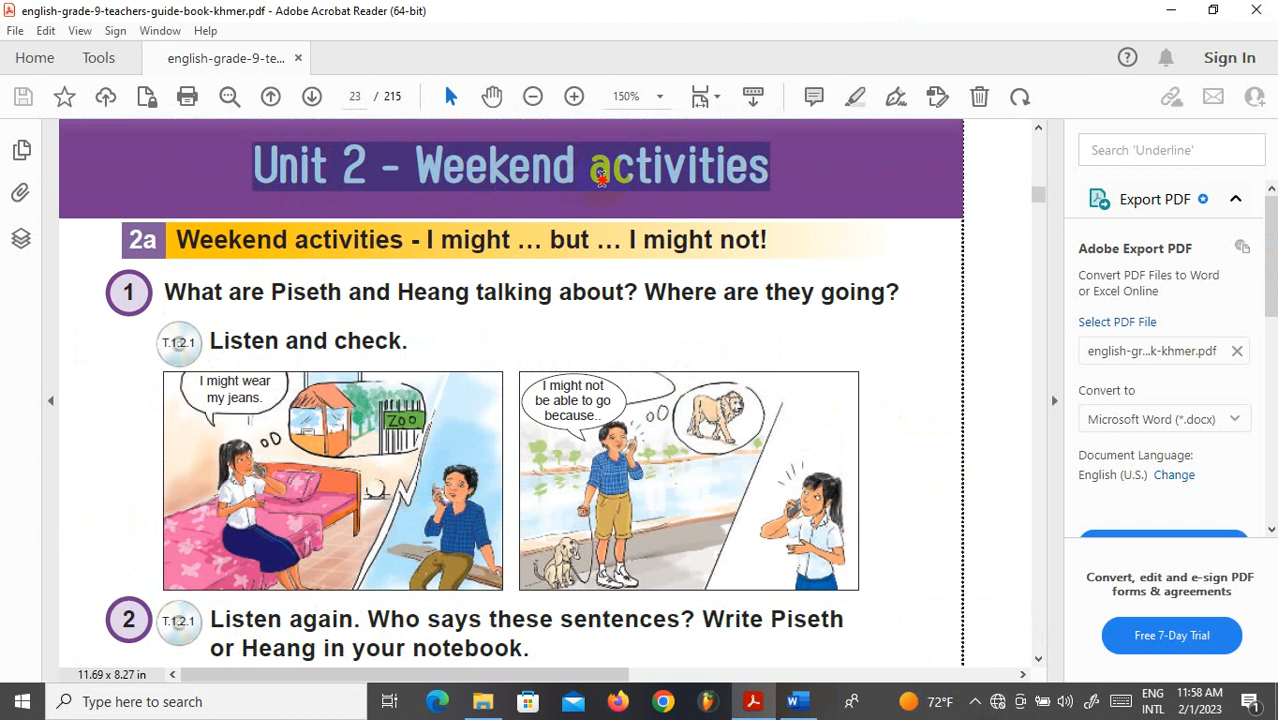 english-grade-9-teachers-guide-book-khmer.pdf - Adobe Acrobat Reader (64-bit)
File Edit View Sign Window Help
Home Tools english-grade-9-te... Sign In
23 / 215 150%
Unit 2 - Weekend activities
2a Weekend activities - I might ... but ... I might not!
1 What are Piseth and Heang talking about? Where are they going?
T.1.2.1 Listen and check.
I might wear
my jeans.
ZOO
I might not
be able to go
because..
2 T.1.2.1 Listen again. Who says these sentences? Write Piseth
or Heang in your notebook.
11.69 x 8.27 in
Search 'Underline'
Export PDF
Adobe Export PDF
Convert PDF Files to Word
or Excel Online
Select PDF File
english-gr...k-khmer.pdf
Convert to
Microsoft Word (*.docx)
Document Language:
English (U.S.) Change
Convert, edit and e-sign PDF
forms & agreements
Free 7-Day Trial
Type here to search
72°F
ENG
INTL
11:58 AM
2/1/2023
1